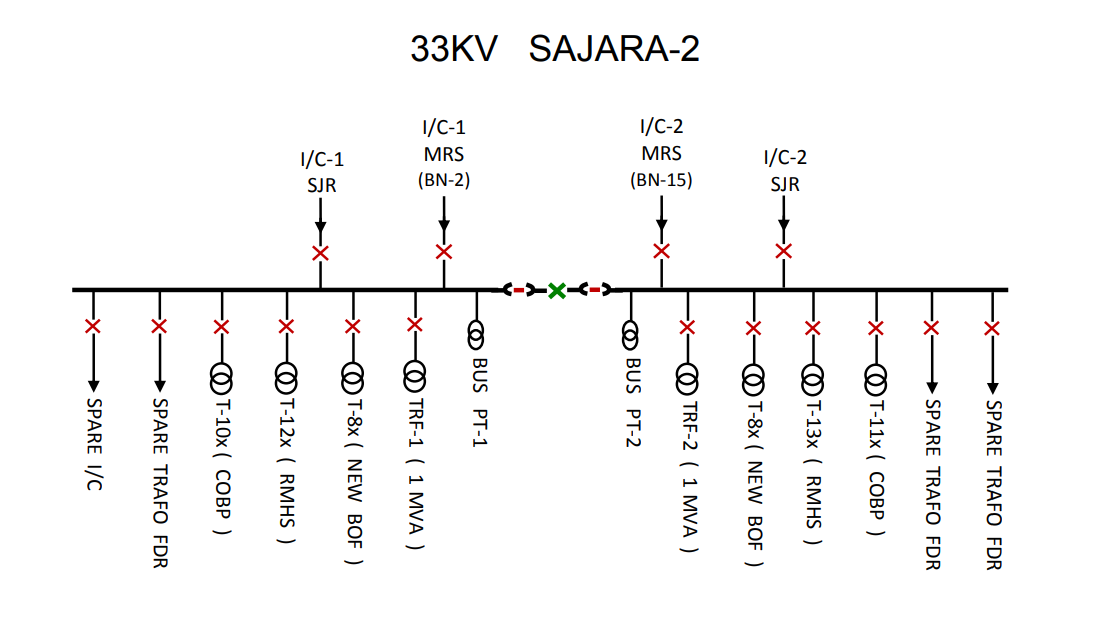 33KV SAJARA-2
I/C-1
SJR
I/C-1
MRS
(BN-2)
I/C-2
MRS
(BN-15)
I/C-2
SJR
SPARE I/C
SPARE TRAFO FDR
T-10x ( COBP )
T-12x ( RMHS )
T-8x ( NEW BOF )
TRF-1 ( 1 MVA )
BUS PT-1
BUS PT-2
TRF-2 ( 1 MVA )
T-8x ( NEW BOF )
T-13x ( RMHS )
T-11x ( COBP )
SPARE TRAFO FDR
SPARE TRAFO FDR